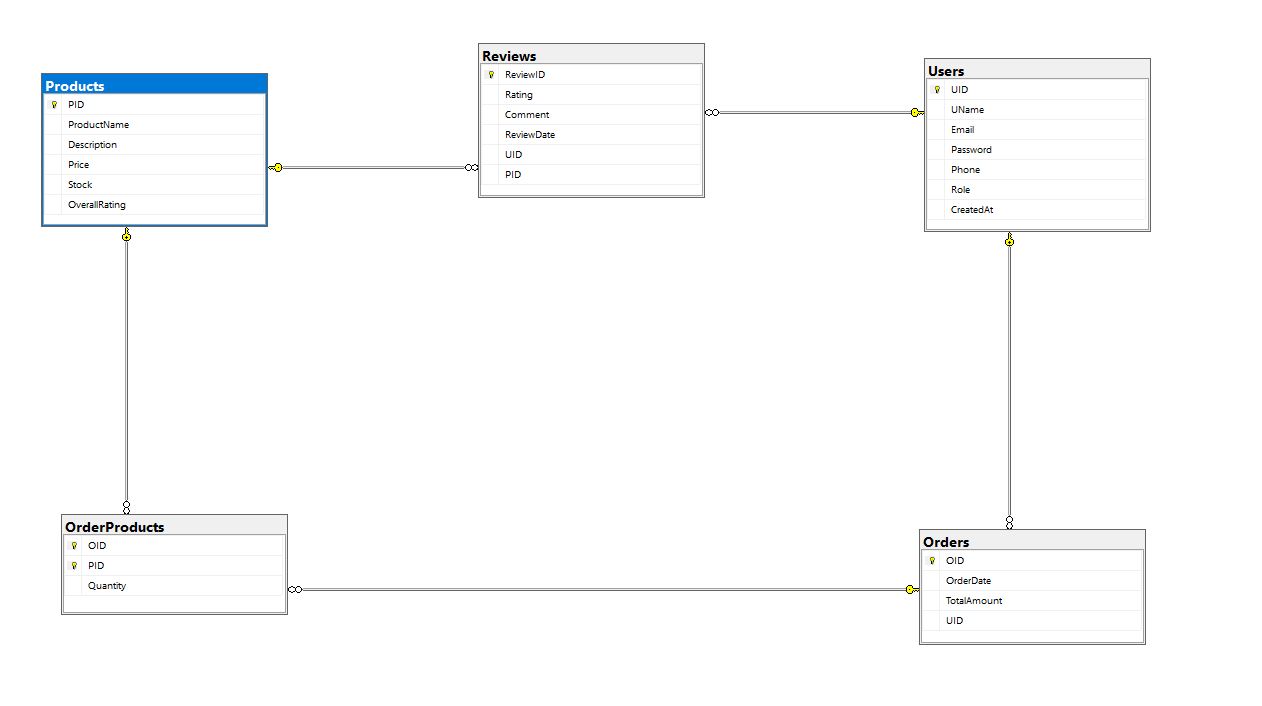 Products
PID
ProductName
Description
Price
Stock
OverallRating
Reviews
ReviewID
Rating
Comment
ReviewDate
UID
PID
Users
UID
UName
Email
Password
Phone
Role
CreatedAt
OrderProducts
OID
PID
Quantity
Orders
OID
OrderDate
TotalAmount
UID